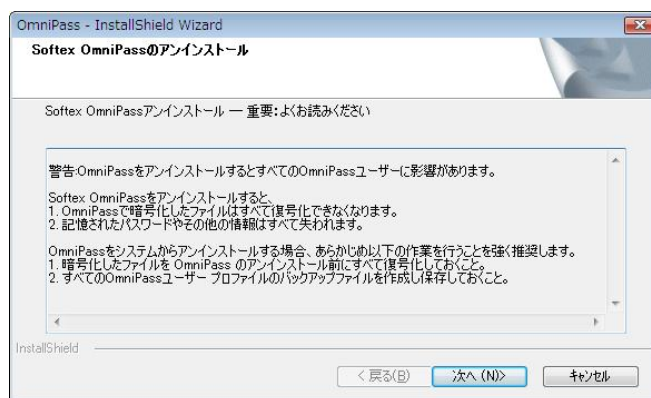 OmniPass - InstallShield Wizard
Softex OmniPassのアンインストール
Softex OmniPassアンインストール ― 重要:よくお読みください
警告:OmniPassをアンインストールするとすべてのOmniPassユーザーに影響があります。
Softex OmniPassをアンインストールすると、
1. OmniPassで暗号化したファイルはすべて復号化できなくなります。
2. 記憶されたパスワードやその他の情報はすべて失われます。
OmniPassをシステムからアンインストールする場合、あらかじめ以下の作業を行うことを強く推奨します。
1. 暗号化したファイルを OmniPass のアンインストール前にすべて復号化しておくこと。
2. すべてのOmniPassユーザー プロファイルのバックアップファイルを作成し保存しておくこと。
InstallShield
< 戻る(B)
次へ (N)>
キャンセル